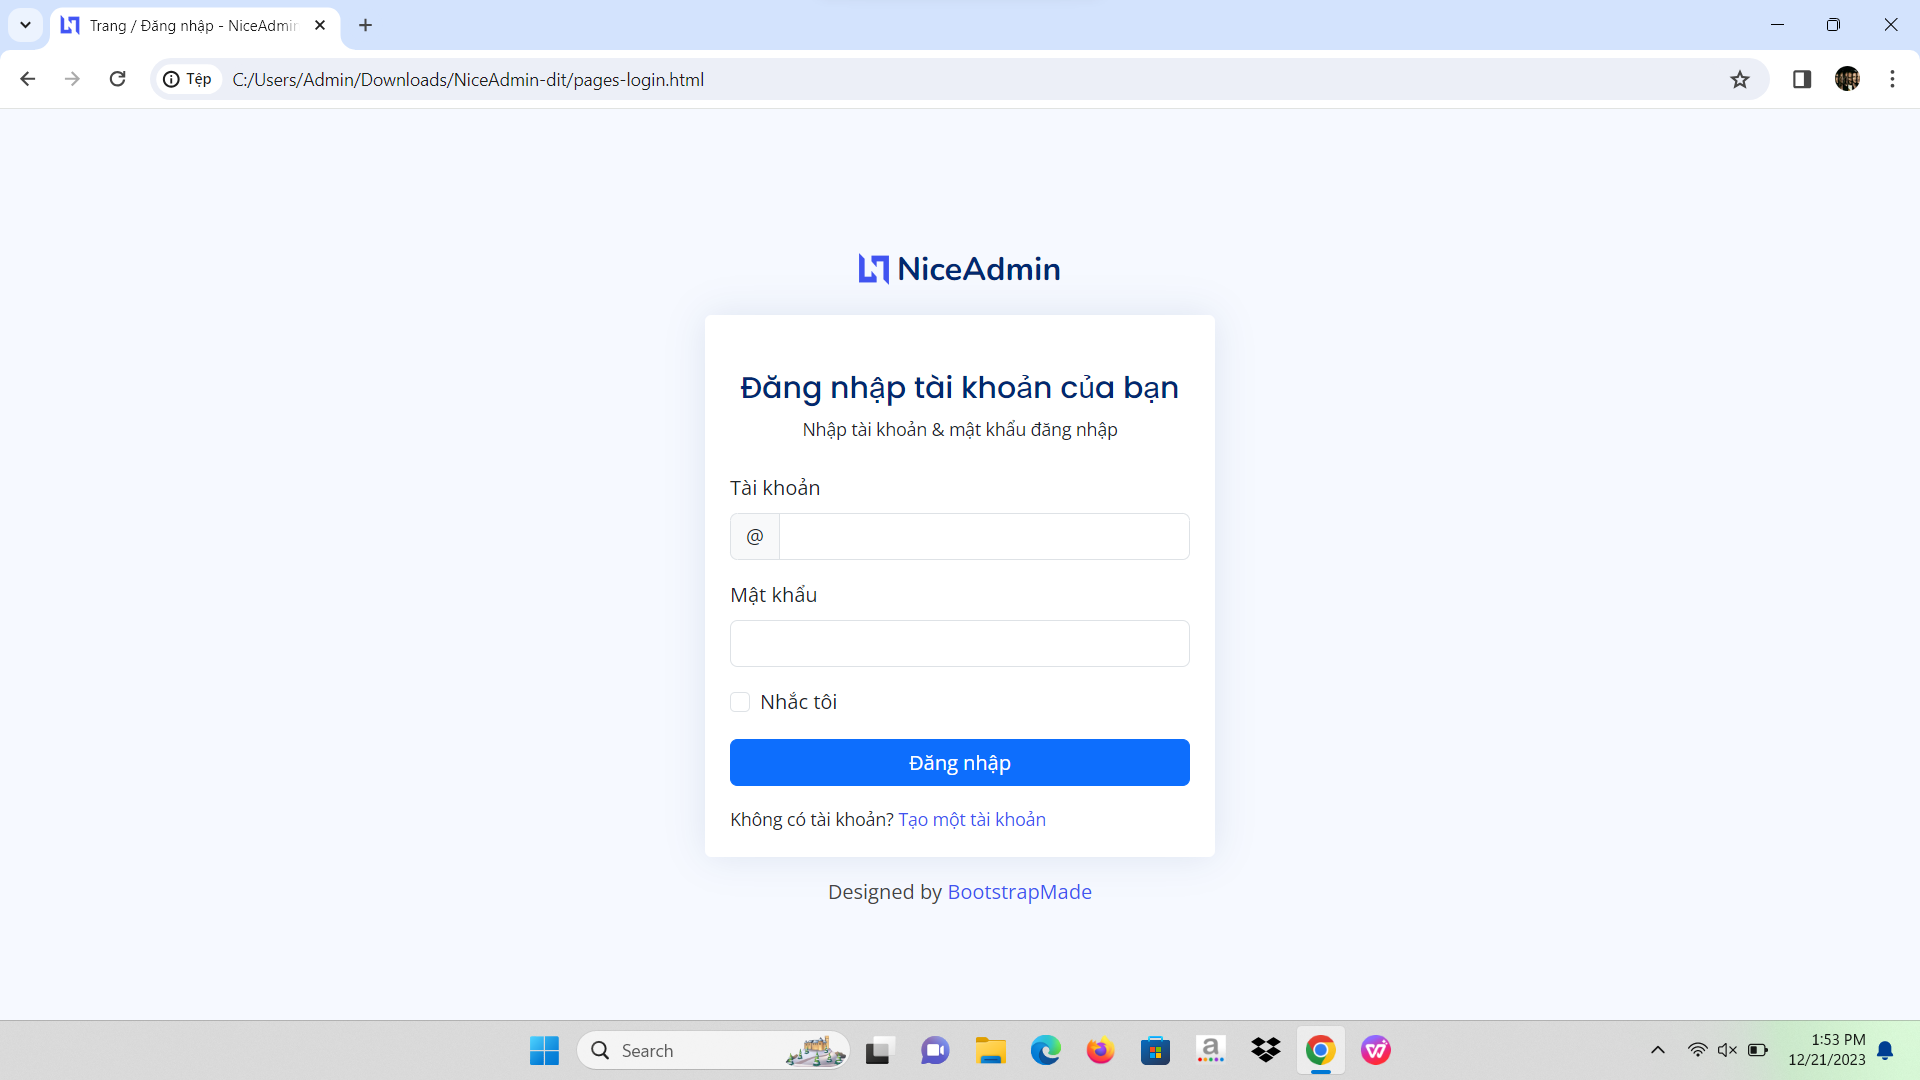 Trang / Đăng nhập - NiceAdmin
Tệp
C:/Users/Admin/Downloads/NiceAdmin-dit/pages-login.html
NiceAdmin
Đăng nhập tài khoản của bạn
Nhập tài khoản & mật khẩu đăng nhập
Tài khoản
@
Mật khẩu
Nhắc tôi
Đăng nhập
Không có tài khoản? Tạo một tài khoản
Designed by BootstrapMade
Search
1:53 PM
12/21/2023